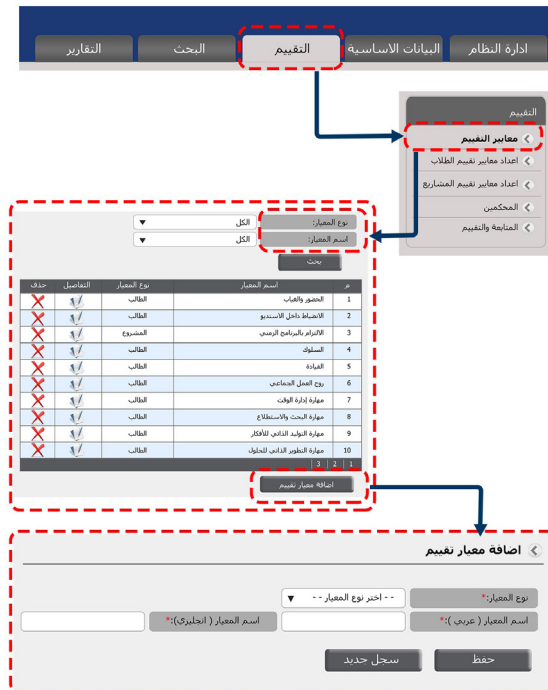 ادارة النظام البيانات الاساسية التقييم البحث التقارير
التقييم
معايير التقييم
اعداد معايير تقييم الطلاب
اعداد معايير تقييم المشاريع
المحكمين
المتابعة والتقييم
نوع المعيار: الكل
اسم المعيار: الكل
بحث
م اسم المعيار نوع المعيار التفاصيل حذف
1 الحضور والغياب الطالب
2 الانضباط داخل الاستديو الطالب
3 الالتزام بالبرنامج الزمني المشروع
4 السلوك الطالب
5 القيادة الطالب
6 روح العمل الجماعي الطالب
7 مهارة إدارة الوقت الطالب
8 مهارة البحث والاستطلاع الطالب
9 مهارة التوليد الذاتي للأفكار الطالب
10 مهارة التطوير الذاتي للحلول الطالب
1 | 2 | 3 |
اضافة معيار تقييم
اضافة معيار تقييم
نوع المعيار:* - - اختر نوع المعيار - -
اسم المعيار ( عربي ):* اسم المعيار ( انجليزي):*
حفظ سجل جديد